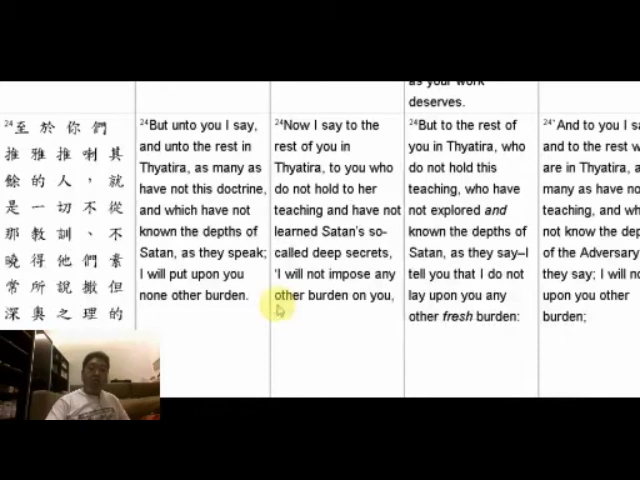 24至於你們
推雅推喇其
餘的人，就
是一切不從
那教訓、不
曉得他們素
常所說撒但
深奧之理的
24But unto you I say,
and unto the rest in
Thyatira, as many as
have not this doctrine,
and which have not
known the depths of
Satan, as they speak;
I will put upon you
none other burden.
24Now I say to the
rest of you in
Thyatira, to you who
do not hold to her
teaching and have not
learned Satan's so-
called deep secrets,
'I will not impose any
other burden on you,
as your work
deserves.
24But to the rest of
you in Thyatira, who
do not hold this
teaching, who have
not explored and
known the depths of
Satan, as they say–I
tell you that I do not
lay upon you any
other fresh burden:
24"And to you I sa
and to the rest w
are in Thyatira, a
many as have no
teaching, and wh
not know the dep
of the Adversary
they say; I will no
upon you other
burden;